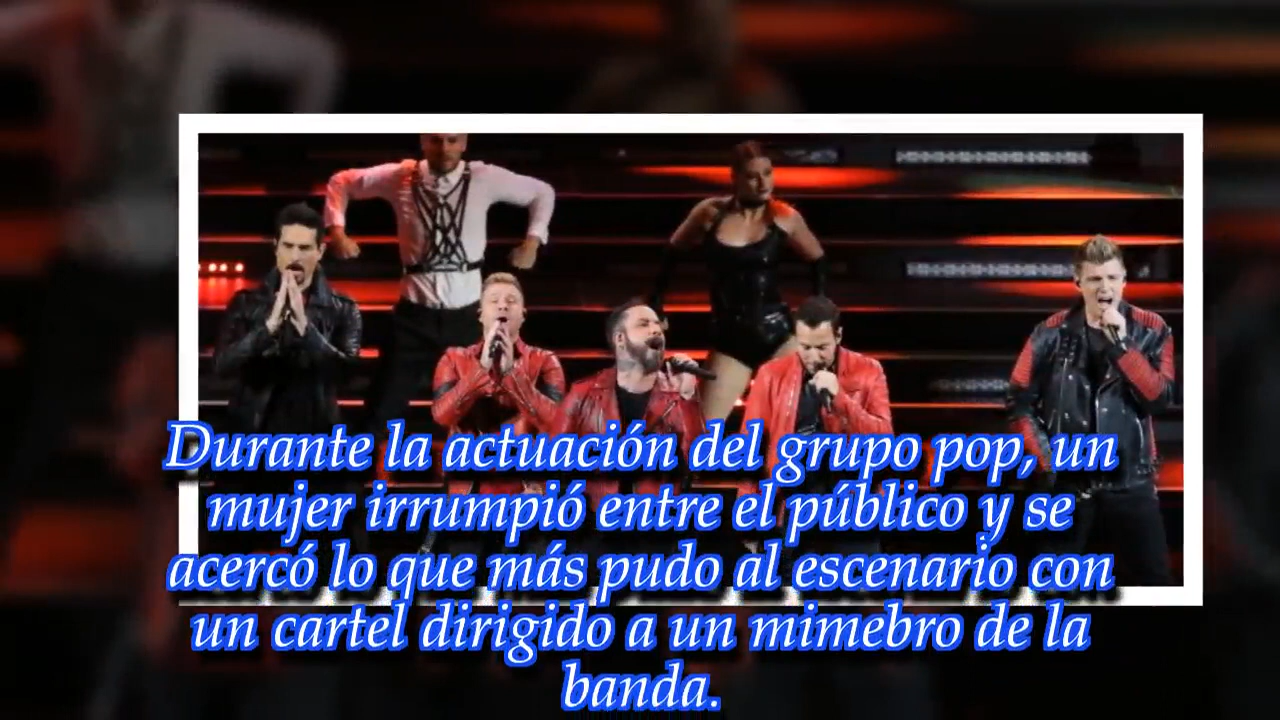 Durante la actuación del grupo pop, un
mujer irrumpió entre el público y se
acercó lo que más pudo al escenario con
un cartel dirigido a un mimebro de la
banda.